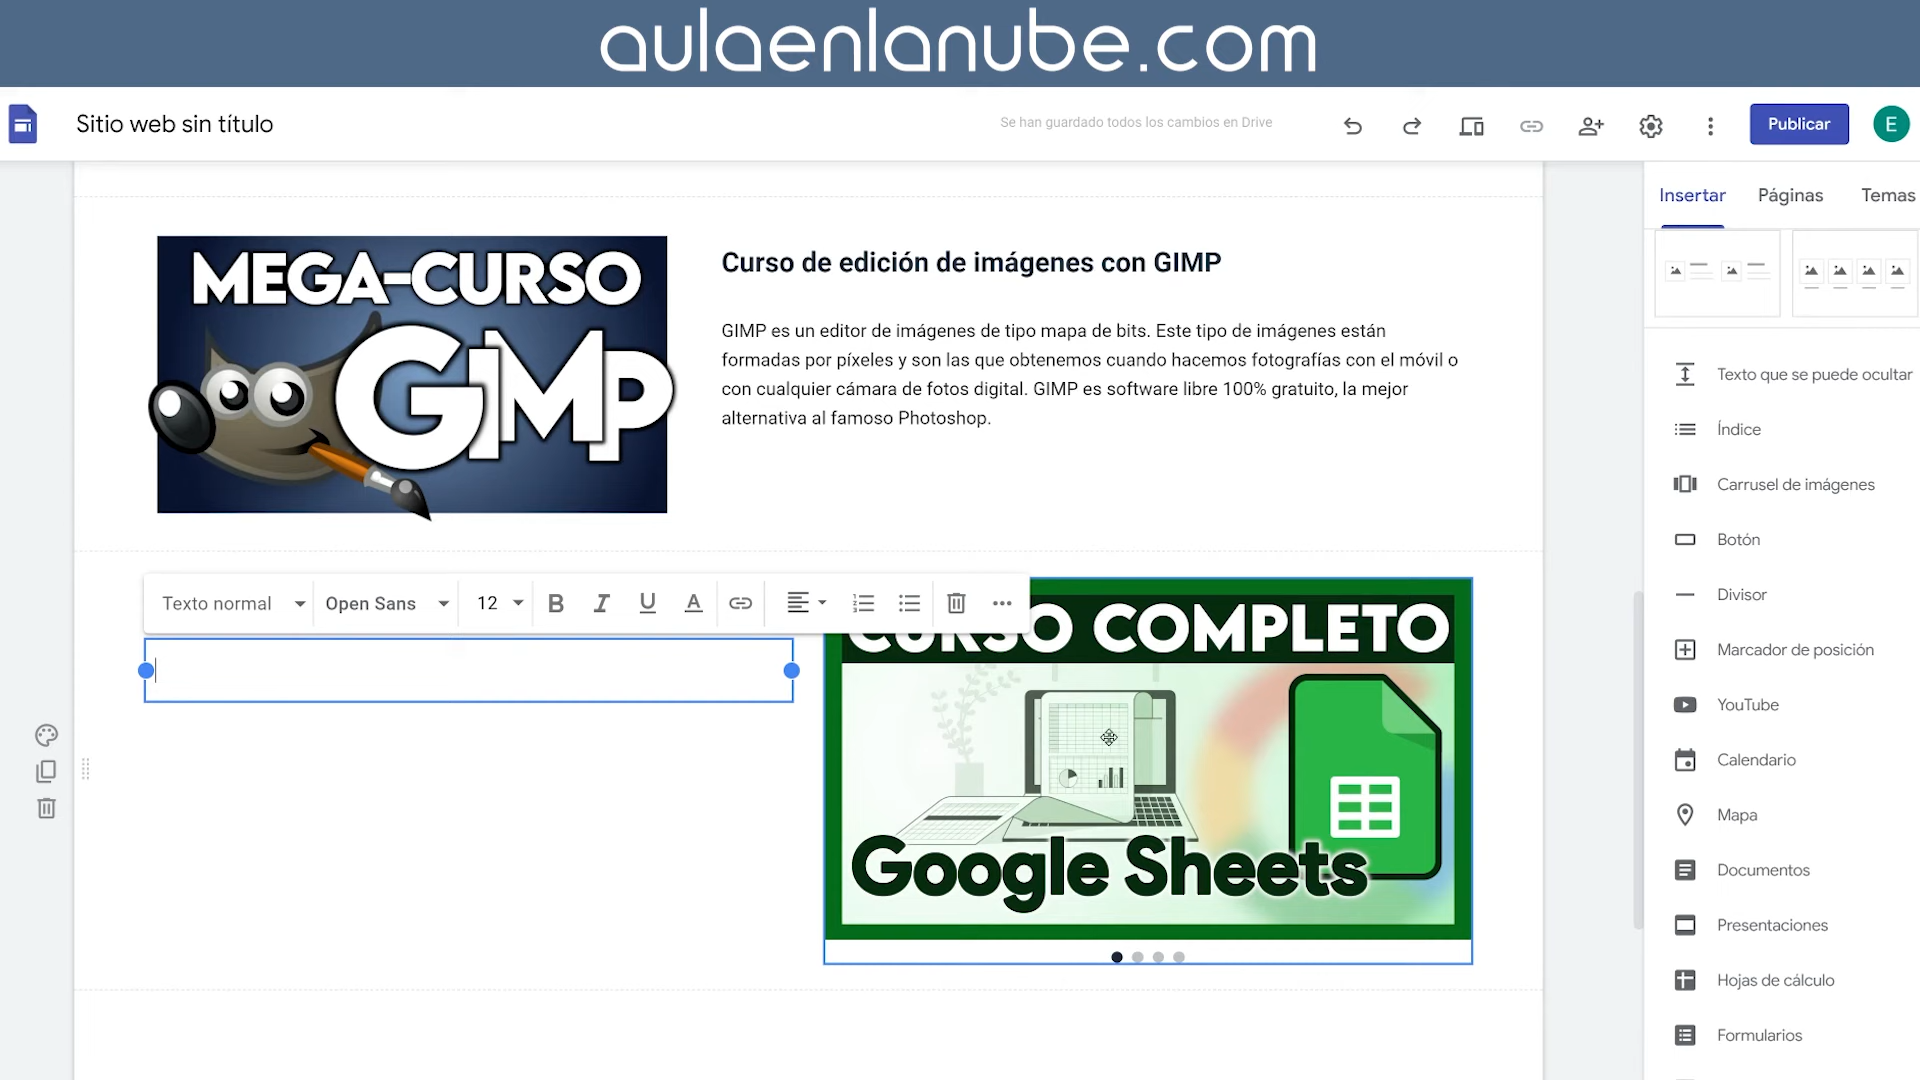 aulaenlanube.com
Sitio web sin título
Se han guardado todos los cambios en Drive
Publicar
E
Insertar
Páginas
Temas
MEGA-CURSO
GIMP
Curso de edición de imágenes con GIMP
GIMP es un editor de imágenes de tipo mapa de bits. Este tipo de imágenes están
formadas por píxeles y son las que obtenemos cuando hacemos fotografías con el móvil o
con cualquier cámara de fotos digital. GIMP es software libre 100% gratuito, la mejor
alternativa al famoso Photoshop.
Texto normal
Open Sans
12
B
I
U
A
CURSO COMPLETO
Google Sheets
Texto que se puede ocultar
Índice
Carrusel de imágenes
Botón
Divisor
Marcador de posición
YouTube
Calendario
Mapa
Documentos
Presentaciones
Hojas de cálculo
Formularios